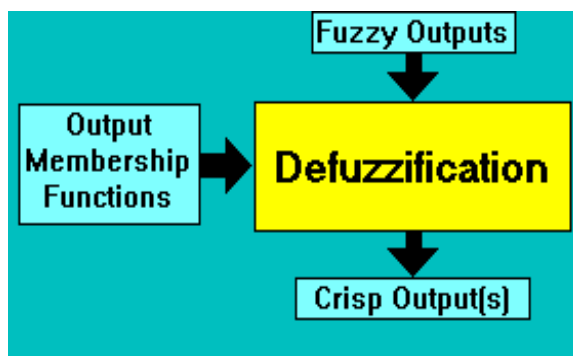 Fuzzy Outputs
Output
Membership
Functions
Defuzzification
Crisp Output(s)